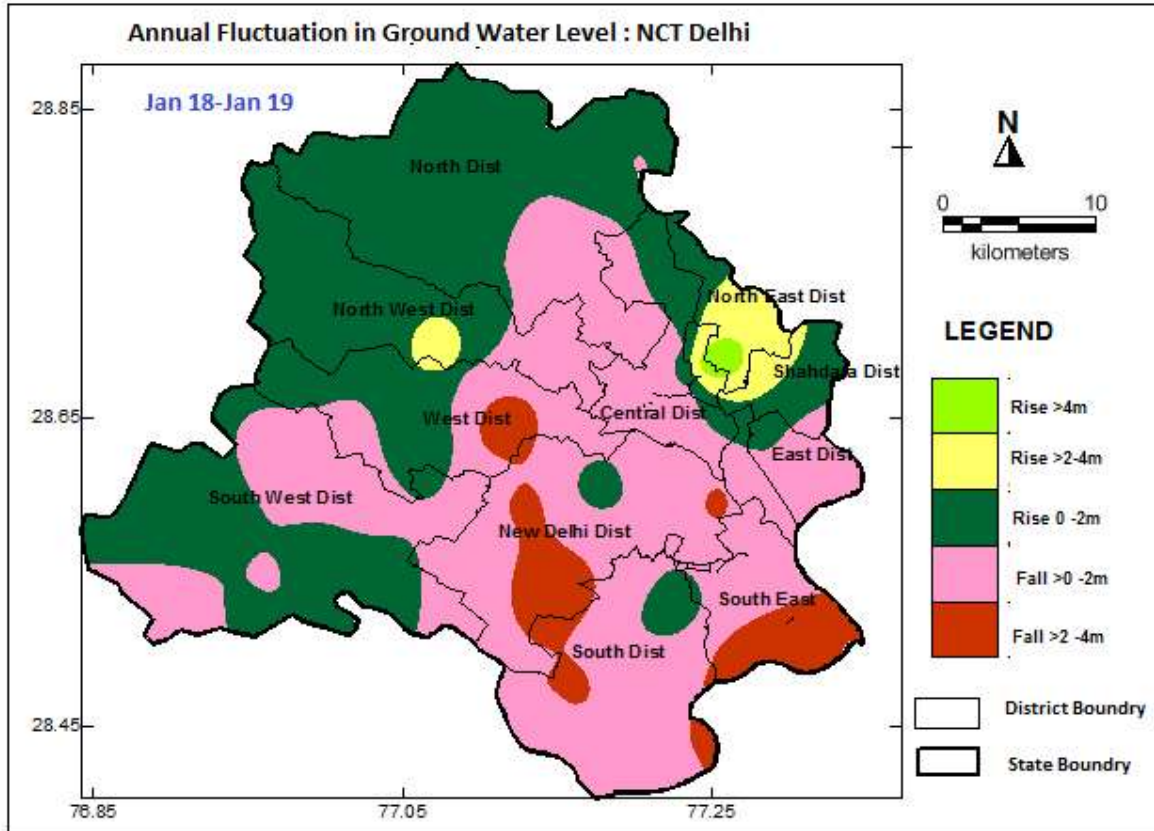 Annual Fluctuation in Ground Water Level : NCT Delhi
Jan 18-Jan 19
28.85
28.65
28.45
76.85
77.05
77.25
North Dist
North East Dist
North West Dist
Shahdara Dist
West Dist
Central Dist
East Dist
South West Dist
New Delhi Dist
South East
South Dist
N
0 10
kilometers
LEGEND
Rise >4m
Rise >2-4m
Rise 0 -2m
Fall >0 -2m
Fall >2 -4m
District Boundry
State Boundry